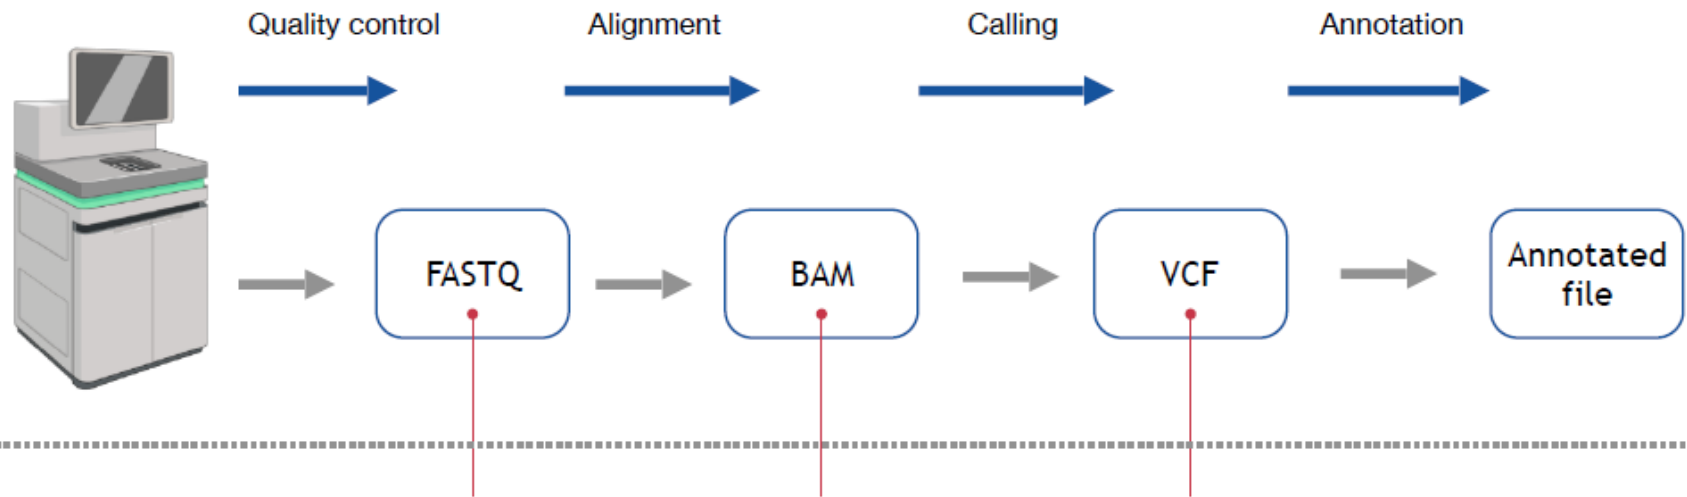 Quality control
Alignment
Calling
Annotation
FASTQ
BAM
VCF
Annotated
file